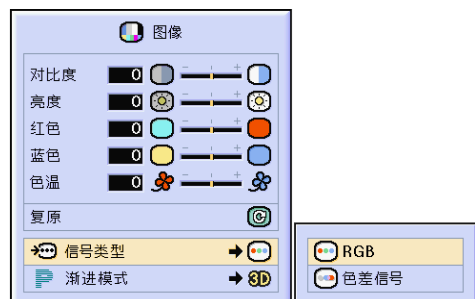 图像
对比度 0
亮度 0
红色 0
蓝色 0
色温 0
复原
信号类型
渐进模式 3D
RGB
色差信号